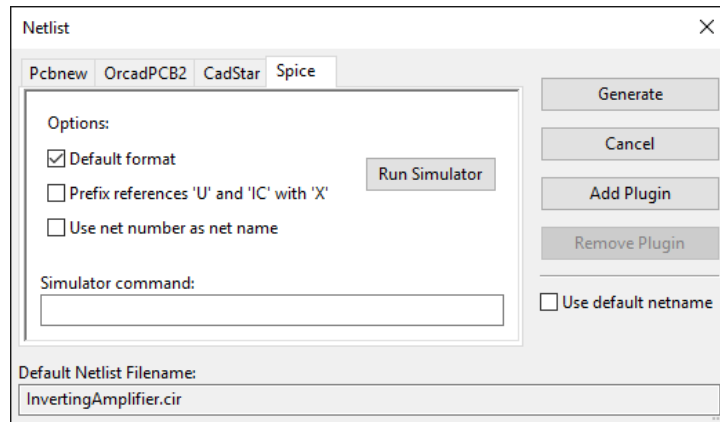 Netlist
Pcbnew OrcadPCB2 CadStar Spice
Options:
Default format
Prefix references 'U' and 'IC' with 'X'
Use net number as net name
Run Simulator
Simulator command:
Generate
Cancel
Add Plugin
Remove Plugin
Use default netname
Default Netlist Filename:
InvertingAmplifier.cir